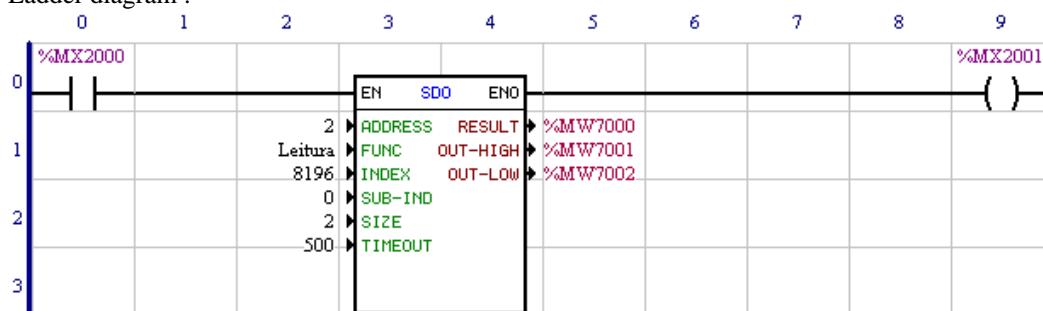 Ladder diagram :
0 1 2 3 4 5 6 7 8 9
%MX2000 %MX2001
0 EN SDO ENO
2 ADDRESS RESULT %MW7000
1 Leitura FUNC OUT-HIGH %MW7001
8196 INDEX OUT-LOW %MW7002
0 SUB-IND
2 2 SIZE
500 TIMEOUT
3